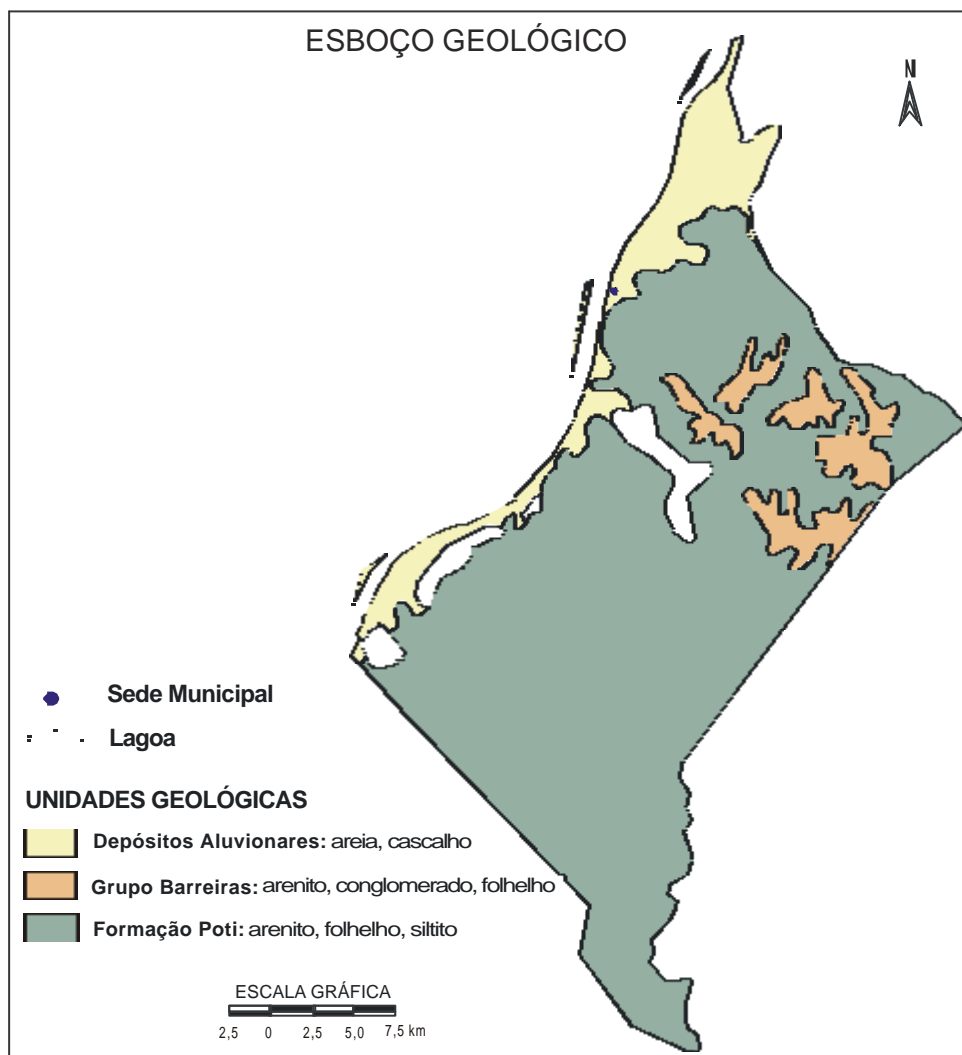 ESBOÇO GEOLÓGICO
N
Sede Municipal
Lagoa
UNIDADES GEOLÓGICAS
Depósitos Aluvionares: areia, cascalho
Grupo Barreiras: arenito, conglomerado, folhelho
Formação Poti: arenito, folhelho, siltito
ESCALA GRÁFICA
2,5 0 2,5 5,0 7,5 km